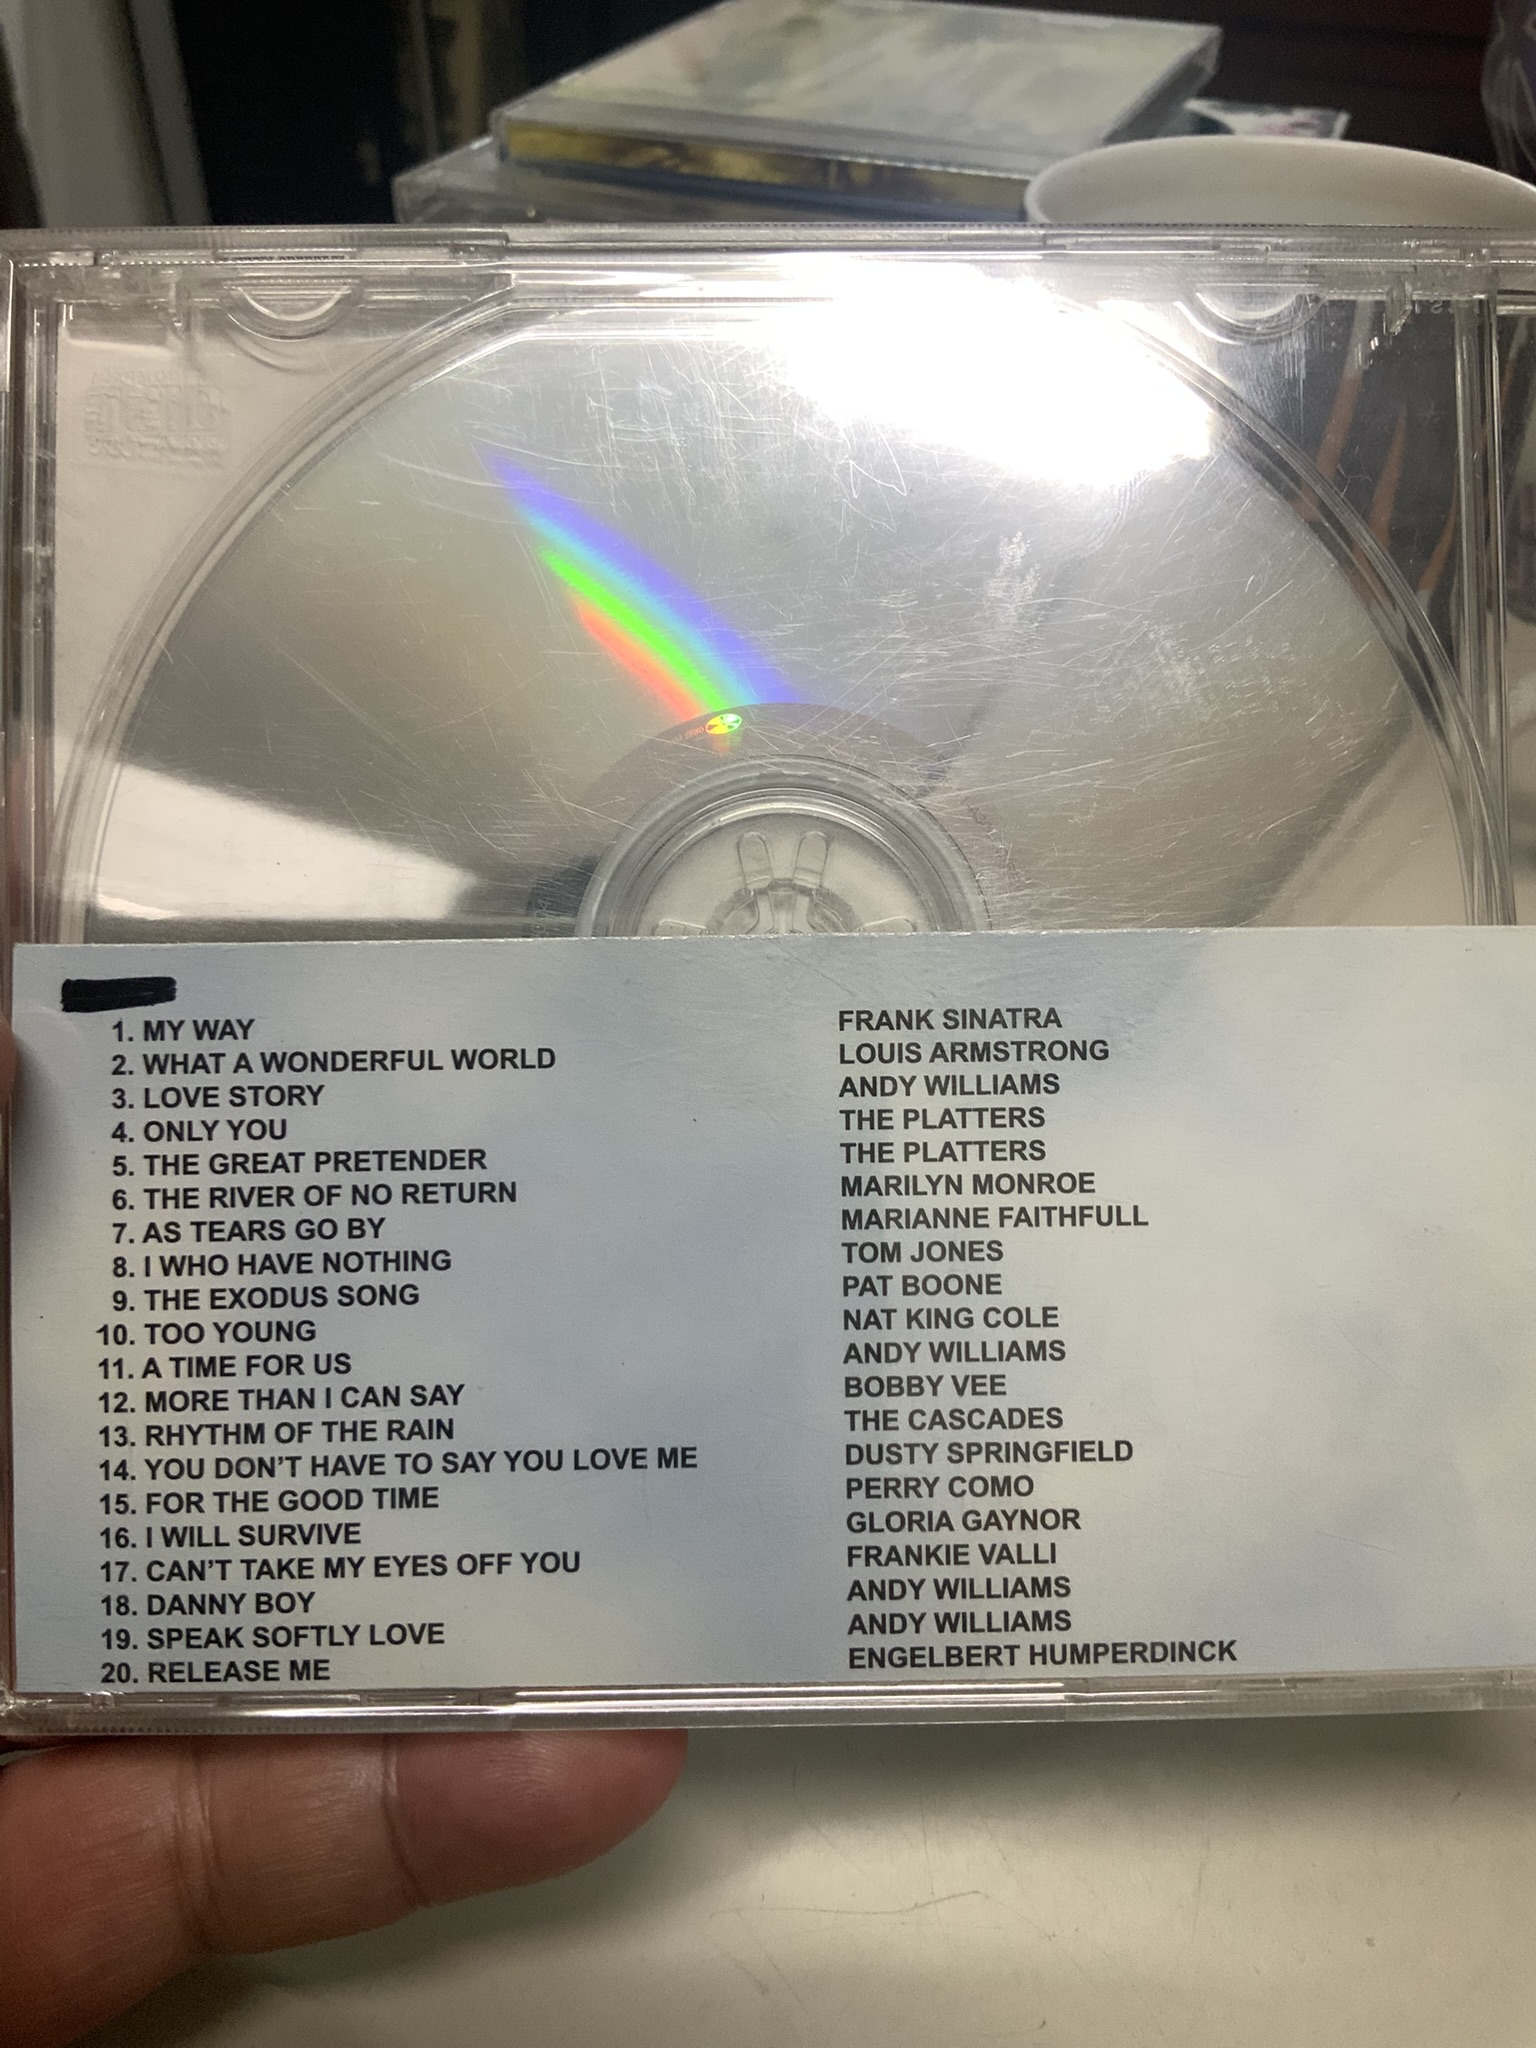 1. MY WAY FRANK SINATRA
2. WHAT A WONDERFUL WORLD LOUIS ARMSTRONG
3. LOVE STORY ANDY WILLIAMS
4. ONLY YOU THE PLATTERS
5. THE GREAT PRETENDER THE PLATTERS
6. THE RIVER OF NO RETURN MARILYN MONROE
7. AS TEARS GO BY MARIANNE FAITHFULL
8. I WHO HAVE NOTHING TOM JONES
9. THE EXODUS SONG PAT BOONE
10. TOO YOUNG NAT KING COLE
11. A TIME FOR US ANDY WILLIAMS
12. MORE THAN I CAN SAY BOBBY VEE
13. RHYTHM OF THE RAIN THE CASCADES
14. YOU DON'T HAVE TO SAY YOU LOVE ME DUSTY SPRINGFIELD
15. FOR THE GOOD TIME PERRY COMO
16. I WILL SURVIVE GLORIA GAYNOR
17. CAN'T TAKE MY EYES OFF YOU FRANKIE VALLI
18. DANNY BOY ANDY WILLIAMS
19. SPEAK SOFTLY LOVE ANDY WILLIAMS
20. RELEASE ME ENGELBERT HUMPERDINCK